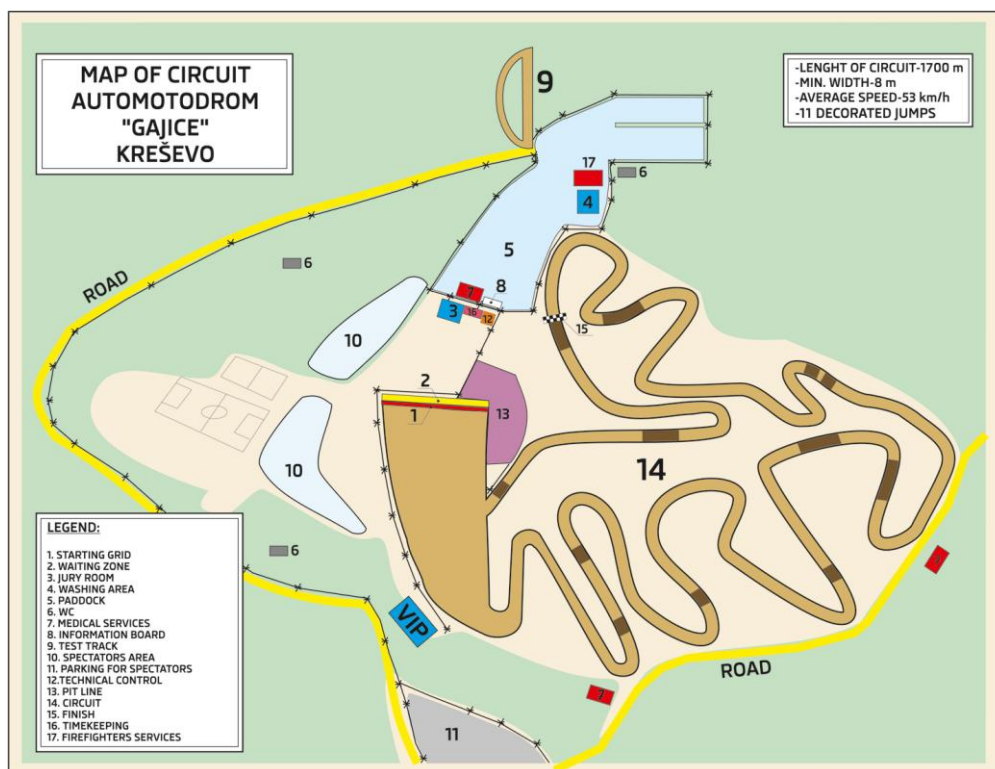 MAP OF CIRCUIT
AUTOMOTODROM
"GAJICE"
KREŠEVO
-LENGHT OF CIRCUIT-1700 m
-MIN. WIDTH-8 m
-AVERAGE SPEED-53 km/h
-11 DECORATED JUMPS
9
17
6
4
5
6
ROAD
7
8
3
16
12
15
10
2
1
13
14
10
6
VIP
ROAD
7
11
LEGEND:
1. STARTING GRID
2. WAITING ZONE
3. JURY ROOM
4. WASHING AREA
5. PADDOCK
6. WC
7. MEDICAL SERVICES
8. INFORMATION BOARD
9. TEST TRACK
10. SPECTATORS AREA
11. PARKING FOR SPECTATORS
12.TECHNICAL CONTROL
13. PIT LINE
14. CIRCUIT
15. FINISH
16. TIMEKEEPING
17. FIREFIGHTERS SERVICES